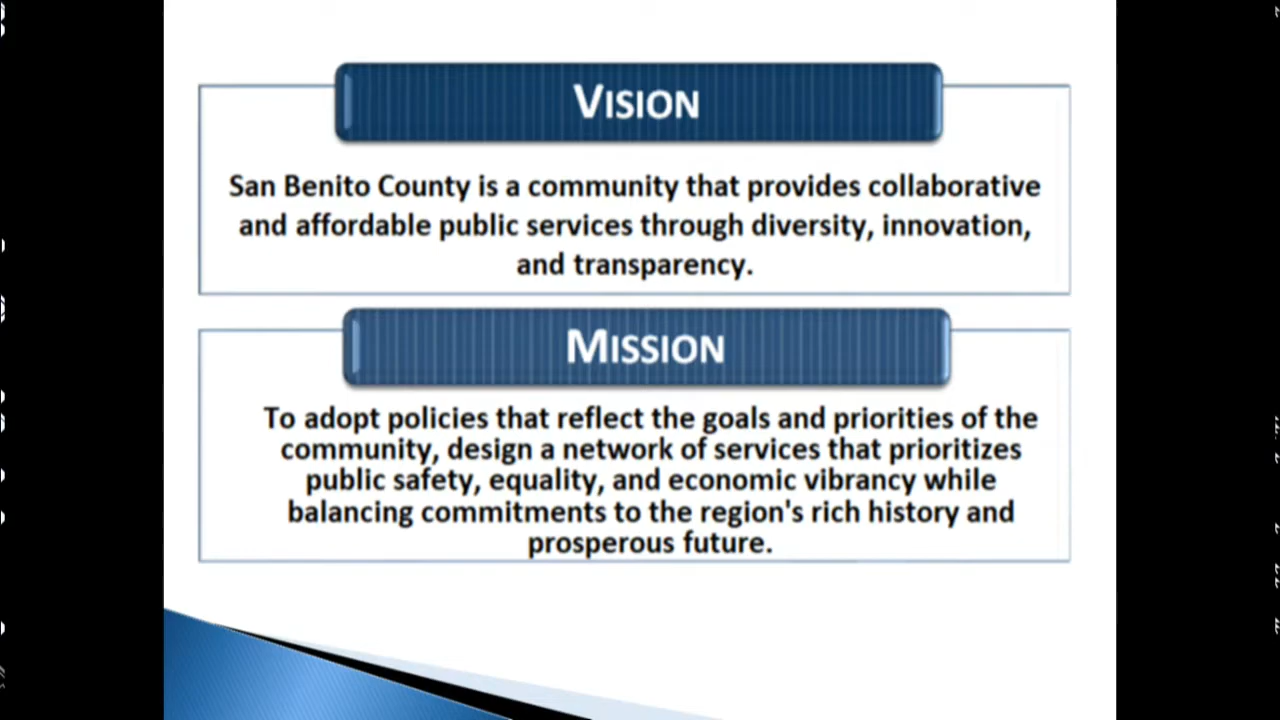 VISION
San Benito County is a community that provides collaborative
and affordable public services through diversity, innovation,
and transparency.
MISSION
To adopt policies that reflect the goals and priorities of the
community, design a network of services that prioritizes
public safety, equality, and economic vibrancy while
balancing commitments to the region's rich history and
prosperous future.